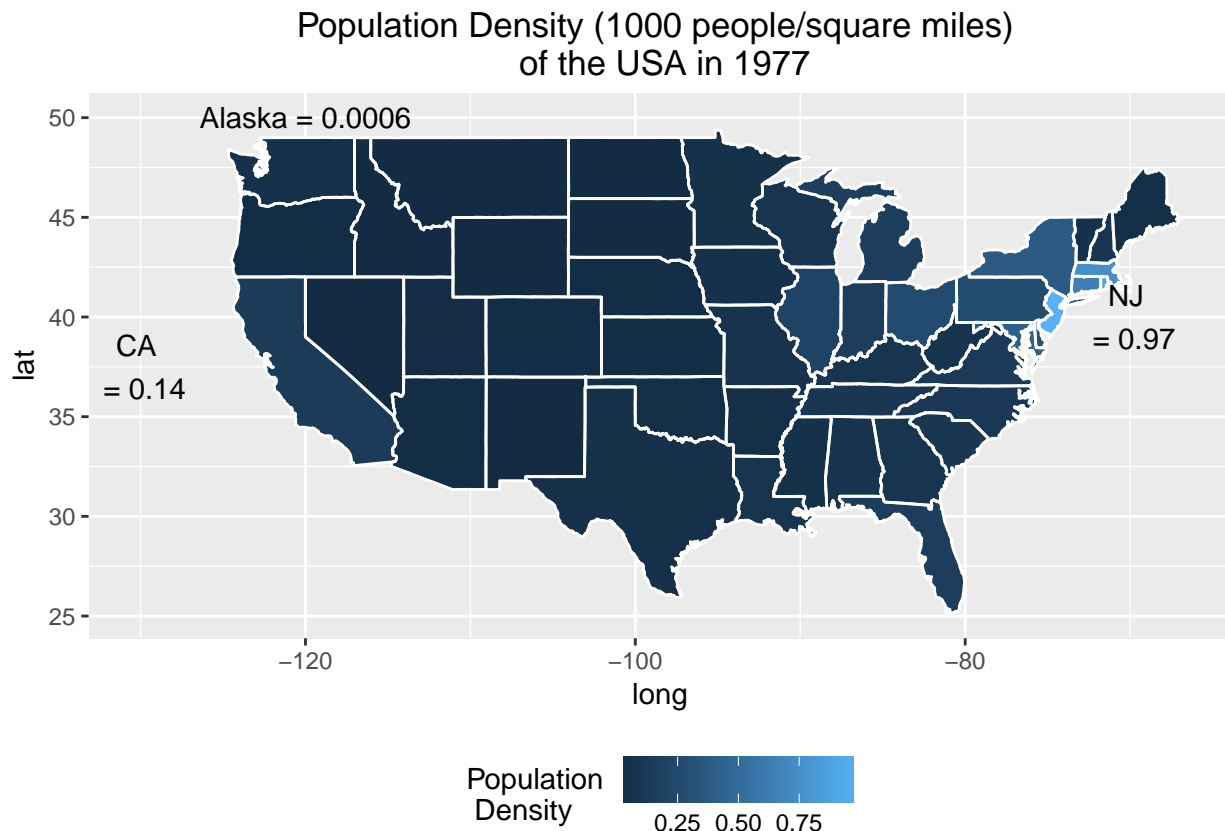 Population Density (1000 people/square miles)
of the USA in 1977
Alaska = 0.0006
50
45
40
35
30
25
lat
CA
= 0.14
NJ
= 0.97
−120
−100
−80
long
Population
Density
0.25 0.50 0.75